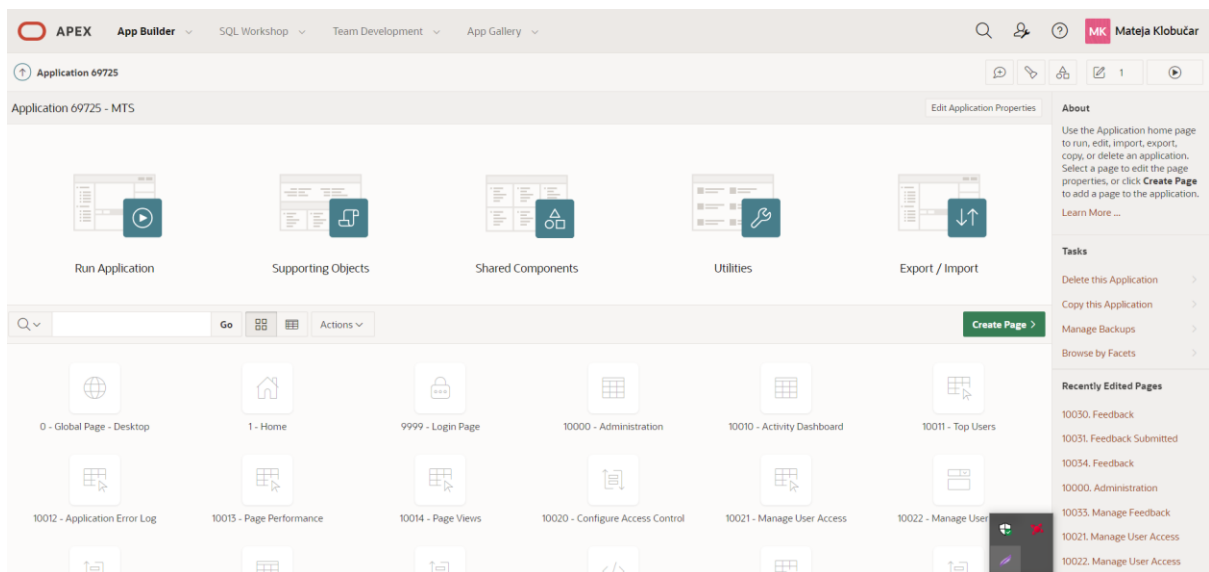 APEX App Builder SQL Workshop Team Development App Gallery MK Mateja Klobučar
Application 69725 1
Application 69725 - MTS Edit Application Properties
Run Application Supporting Objects Shared Components Utilities Export / Import
Go Actions Create Page
0 - Global Page - Desktop 1 - Home 9999 - Login Page 10000 - Administration 10010 - Activity Dashboard 10011 - Top Users
10012 - Application Error Log 10013 - Page Performance 10014 - Page Views 10020 - Configure Access Control 10021 - Manage User Access 10022 - Manage User
About
Use the Application home page
to run, edit, import, export,
copy, or delete an application.
Select a page to edit the page
properties, or click Create Page
to add a page to the application.
Learn More ...
Tasks
Delete this Application
Copy this Application
Manage Backups
Browse by Facets
Recently Edited Pages
10030. Feedback
10031. Feedback Submitted
10034. Feedback
10000. Administration
10033. Manage Feedback
10021. Manage User Access
10022. Manage User Access